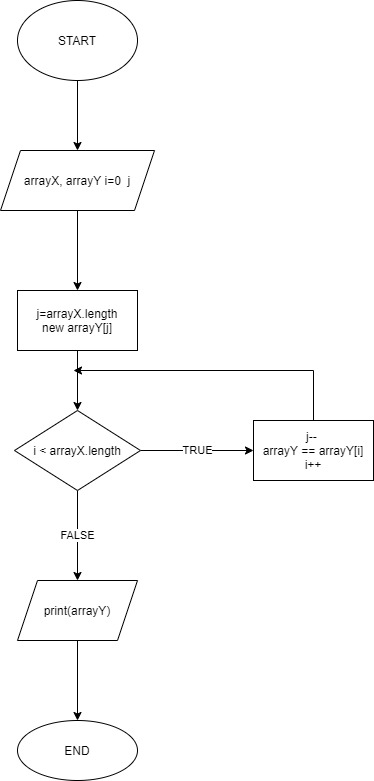 START
arrayX, arrayY i=0 j
j=arrayX.length
new arrayY[j]
i < arrayX.length
TRUE
j--
arrayY == arrayY[i]
i++
FALSE
print(arrayY)
END